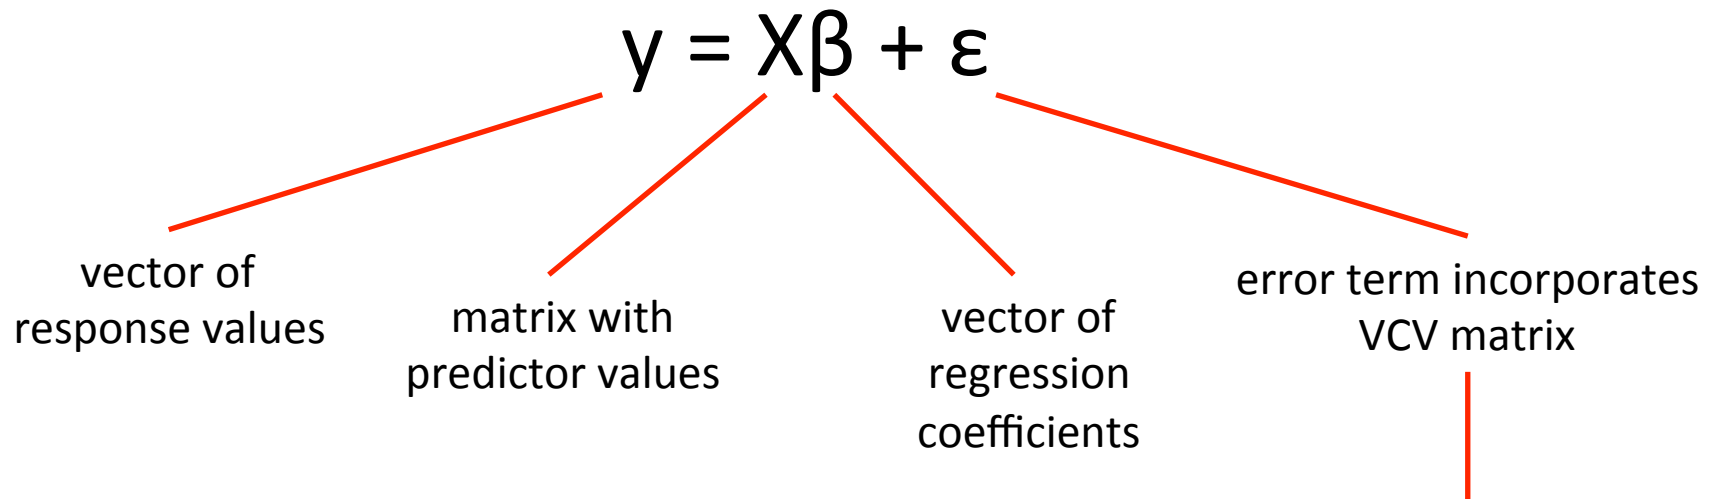 y = Xβ + ε
vector of
response values
matrix with
predictor values
vector of
regression
coefficients
error term incorporates
VCV matrix